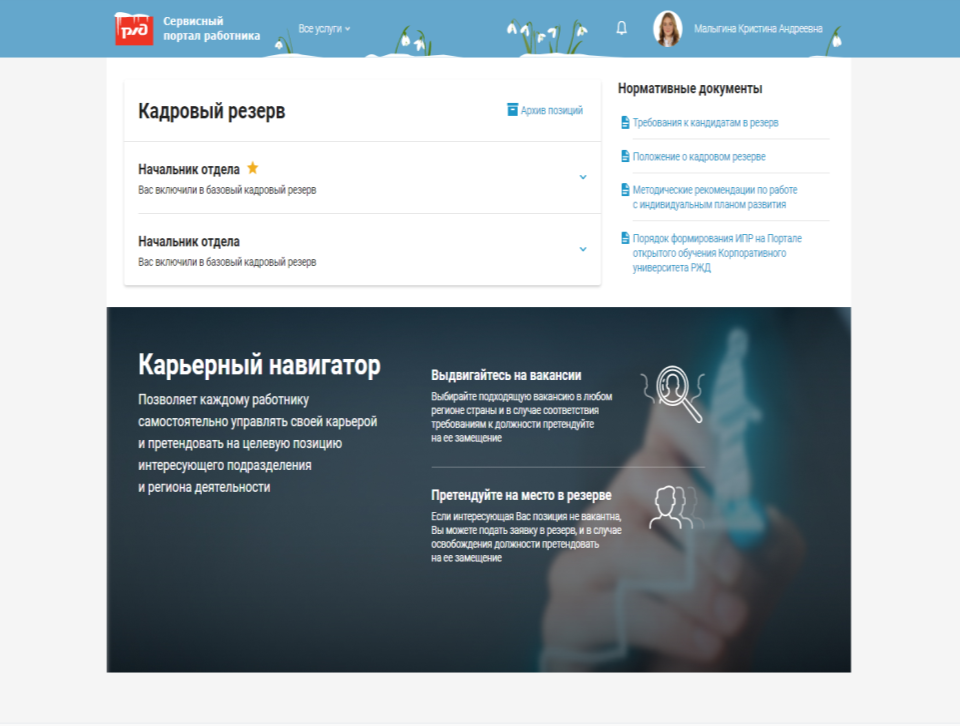 ржд
Сервисный
портал работника
Все услуги
Малыгина Кристина Андреевна
Кадровый резерв
Архив позиций
Начальник отдела
Вас включили в базовый кадровый резерв
Начальник отдела
Вас включили в базовый кадровый резерв
Нормативные документы
Требования к кандидатам в резерв
Положение о кадровом резерве
Методические рекомендации по работе
с индивидуальным планом развития
Порядок формирования ИПР на Портале
открытого обучения Корпоративного
университета РЖД
Карьерный навигатор
Позволяет каждому работнику
самостоятельно управлять своей карьерой
и претендовать на целевую позицию
интересующего подразделения
и региона деятельности
Выдвигайтесь на вакансии
Выбирайте подходящую вакансию в любом
регионе страны и в случае соответствия
требованиям к должности претендуйте
на ее замещение
Претендуйте на место в резерве
Если интересующая Вас позиция не вакантна,
Вы можете подать заявку в резерв, и в случае
освобождения должности претендовать
на ее замещение